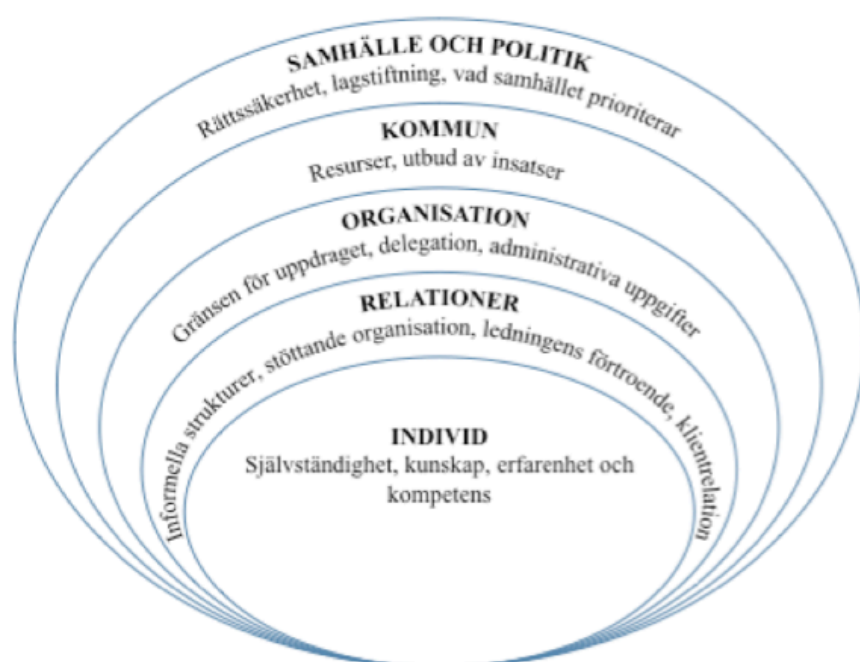 SAMHÄLLE OCH POLITIK
Rättssäkerhet, lagstiftning, vad samhället prioriterar
KOMMUN
Resurser, utbud av insatser
ORGANISATION
Gränsen för uppdraget, delegation, administrativa uppgifter
RELATIONER
Informella strukturer, stöttande organisation, ledningens förtroende, klientrelation
INDIVID
Självständighet, kunskap, erfarenhet och
kompetens